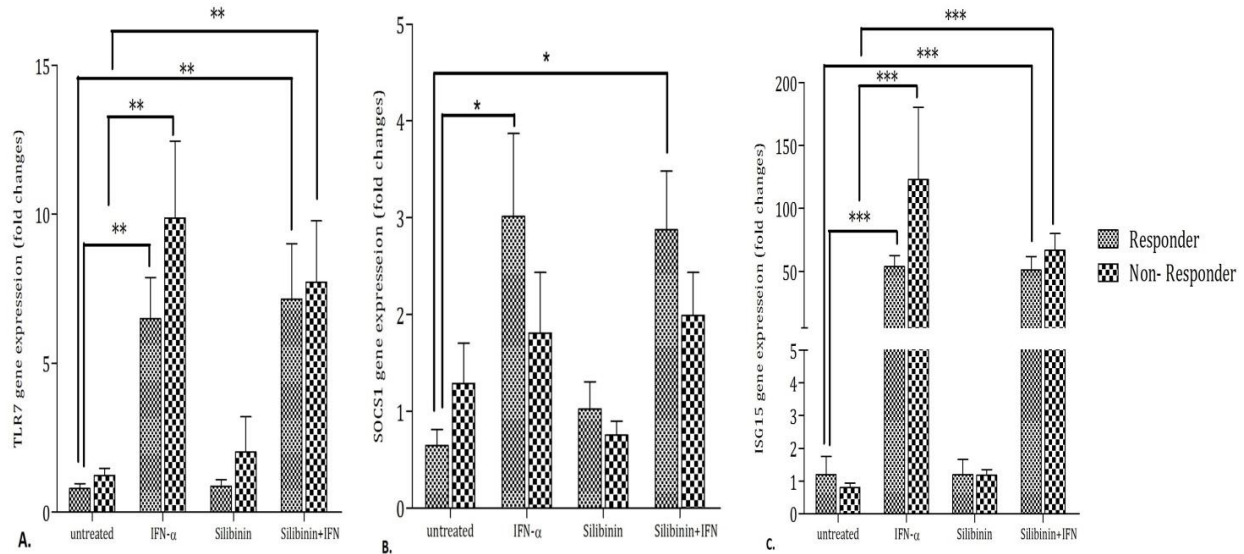 TLR7 gene expresseion (fold changes)
15
10
5
0
**
**
**
**
untreated
IFN-α
Silibinin
Silibinin+IFN
A.
SOCS1 gene expresseion (fold changes)
5
4
3
2
1
0
*
*
untreated
IFN-α
Silibinin
Silibinin+IFN
B.
ISG15 gene expresseion (fold changes)
200
150
100
50
5
4
3
2
1
0
***
***
***
***
untreated
IFN-α
Silibinin
Silibinin+IFN
C.
Responder
Non- Responder